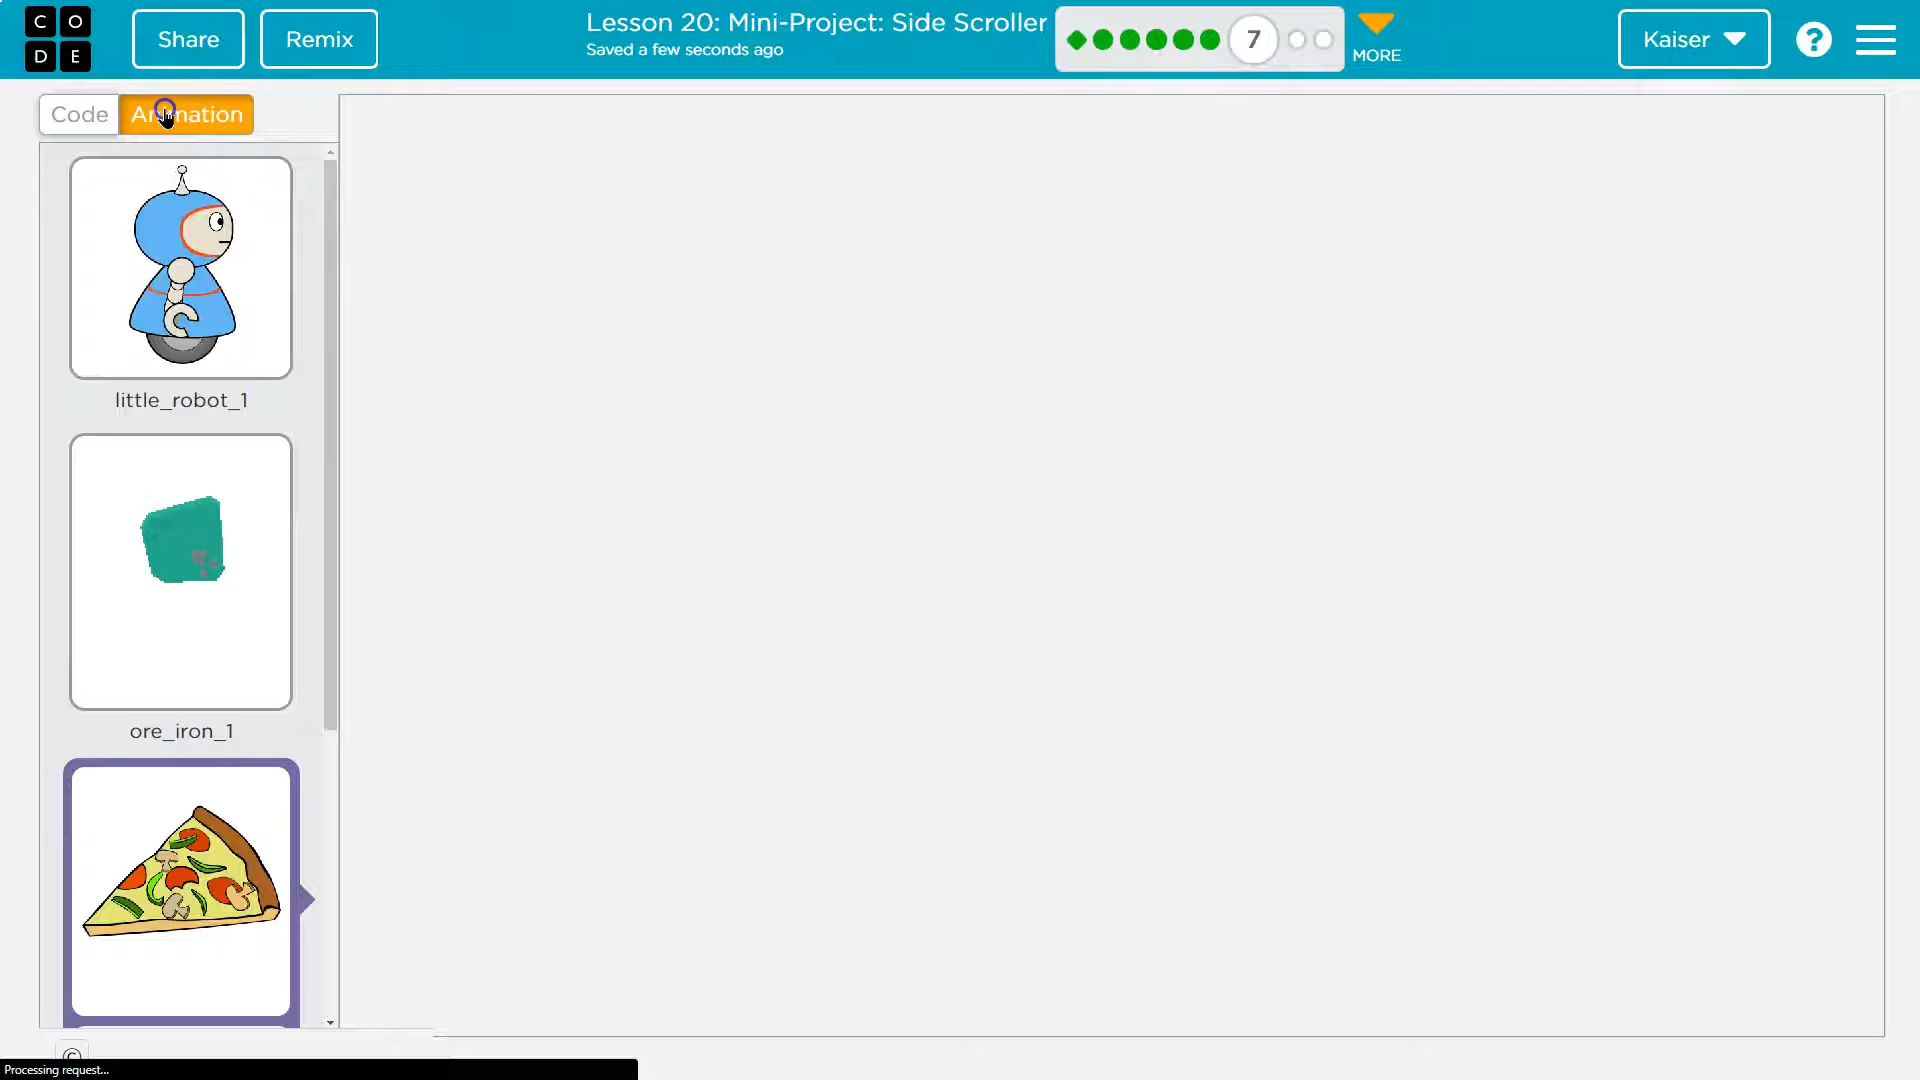 C O
D E
Share
Remix
Lesson 20: Mini-Project: Side Scroller
Saved a few seconds ago
7
MORE
Kaiser
?
Code
Animation
little_robot_1
ore_iron_1
©
Processing request...